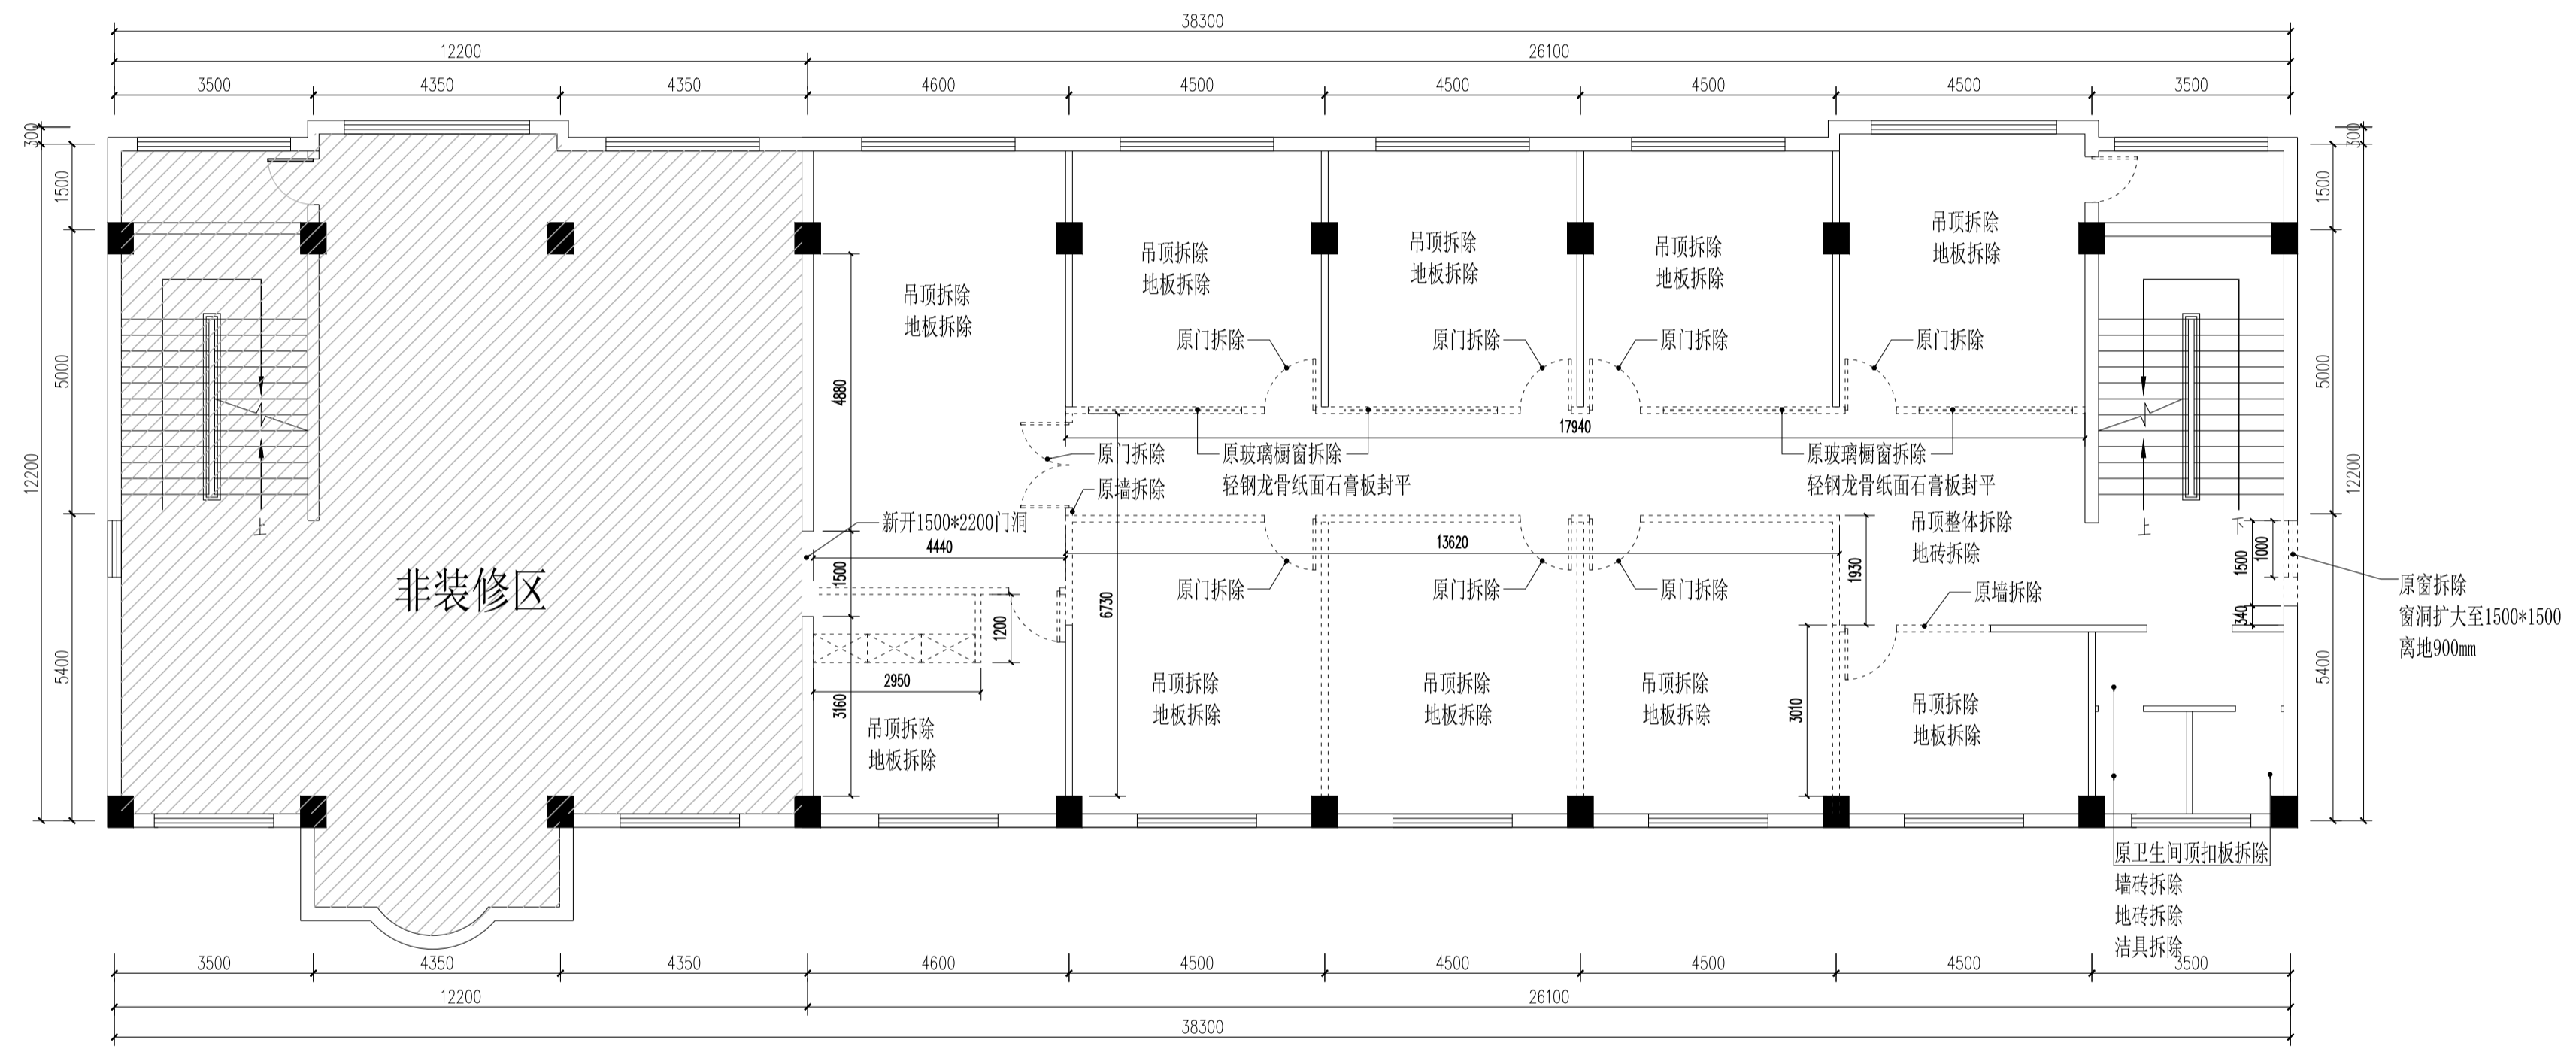 38300
12200
26100
3500
4350
4350
4600
4500
4500
4500
4500
3500
300
1500
5000
12200
5400
300
1500
5000
12200
5400
吊顶拆除
地板拆除
吊顶拆除
地板拆除
吊顶拆除
地板拆除
吊顶拆除
地板拆除
吊顶拆除
地板拆除
原门拆除
原门拆除
原门拆除
原门拆除
4880
17940
原门拆除
原墙拆除
原玻璃橱窗拆除
轻钢龙骨纸面石膏板封平
原玻璃橱窗拆除
轻钢龙骨纸面石膏板封平
上
新开1500*2200门洞
4440
1500
13620
吊顶整体拆除
地砖拆除
上
下
1500
1000
340
1930
非装修区
6730
1200
原门拆除
原门拆除
原门拆除
原墙拆除
原窗拆除
窗洞扩大至1500*1500
离地900mm
2950
3160
吊顶拆除
地板拆除
吊顶拆除
地板拆除
吊顶拆除
地板拆除
吊顶拆除
地板拆除
3010
吊顶拆除
地板拆除
原卫生间顶扣板拆除
墙砖拆除
地砖拆除
洁具拆除
3500
4350
4350
4600
4500
4500
4500
4500
3500
12200
26100
38300